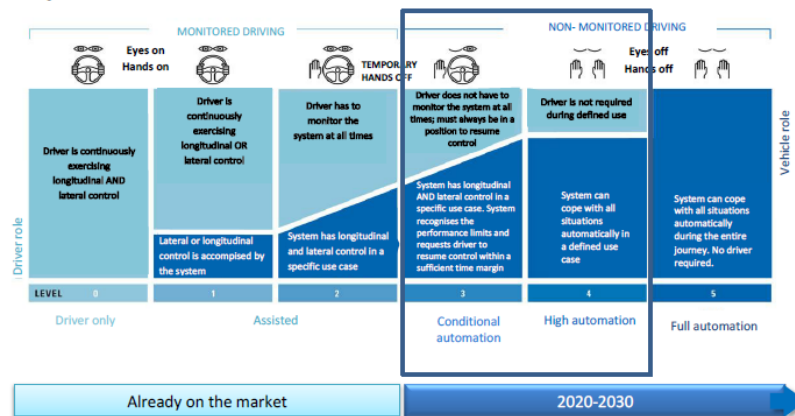 MONITORED DRIVING
NON- MONITORED DRIVING
Eyes on
Hands on
TEMPORARY
HANDS OFF
Eyes off
Hands off
Driver is continuously
exercising
longitudinal AND
lateral control
Driver is
continuously
exercising
longitudinal OR
lateral control
Driver has to
monitor the
system at all times
Driver does not have to
monitor the system at all
times; must always be in a
position to resume
control
Driver is not required
during defined use
Lateral or longitudinal
control is accompised by
the system
System has longitudinal
and lateral control in a
specific use case
System has longitudinal
AND lateral control in a
specific use case. System
recognises the
performance limits and
requests driver to
resume control within a
sufficient time margin
System can
cope with all
situations
automatically in
a defined use
case
System can cope
with all situations
automatically
during the entire
journey. No driver
required.
Driver role
Vehicle role
LEVEL 0 1 2 3 4 5
Driver only
Assisted
Conditional
automation
High automation
Full automation
Already on the market
2020-2030